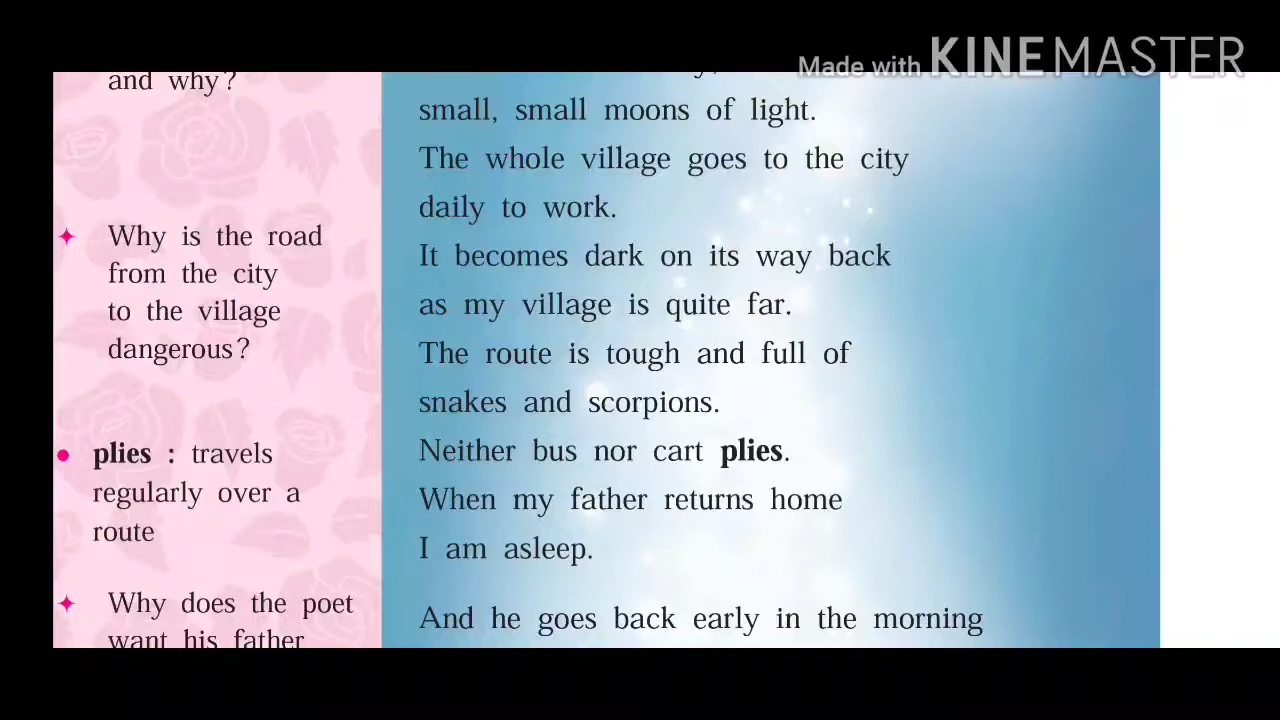 Made with KINEMASTER
and why?
small, small moons of light.
The whole village goes to the city
daily to work.
Why is the road
from the city
to the village
dangerous?
It becomes dark on its way back
as my village is quite far.
The route is tough and full of
snakes and scorpions.
plies : travels
regularly over a
route
Neither bus nor cart plies.
When my father returns home
I am asleep.
Why does the poet
want his father
And he goes back early in the morning